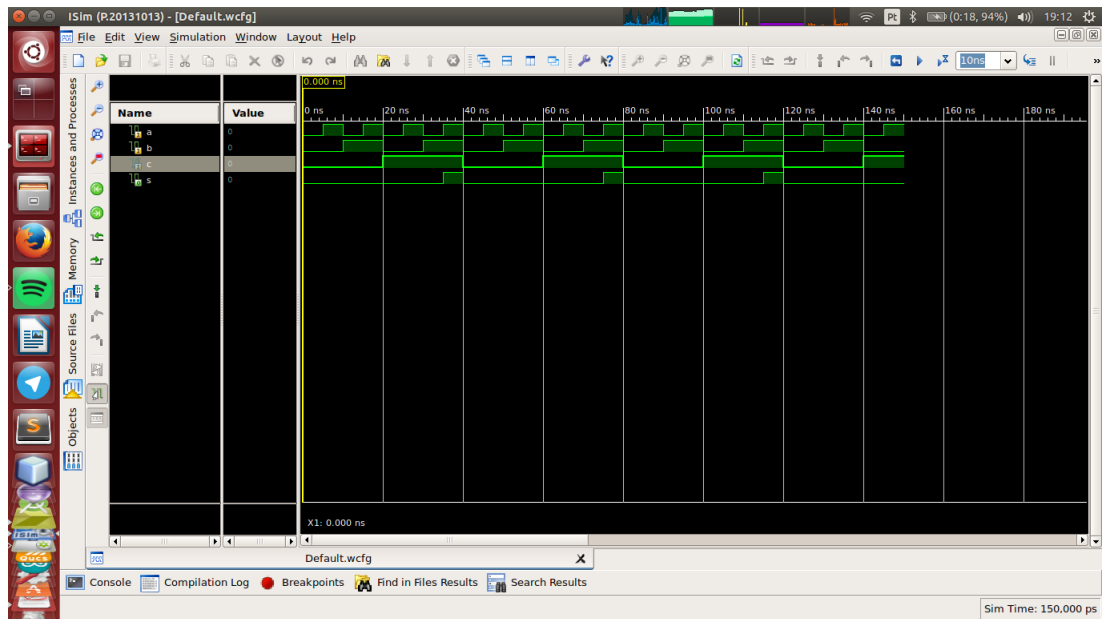 ISim (P.20131013) - [Default.wcfg]
Pt (0:18, 94%) 19:12
File Edit View Simulation Window Layout Help
10ns »
Instances and Processes
Memory
Source Files
Objects
Name Value
a 0
b 0
c 0
s 0
0.000 ns
0 ns 20 ns 40 ns 60 ns 80 ns 100 ns 120 ns 140 ns 160 ns 180 ns
X1: 0.000 ns
Default.wcfg
Console Compilation Log Breakpoints Find in Files Results Search Results
Sim Time: 150,000 ps